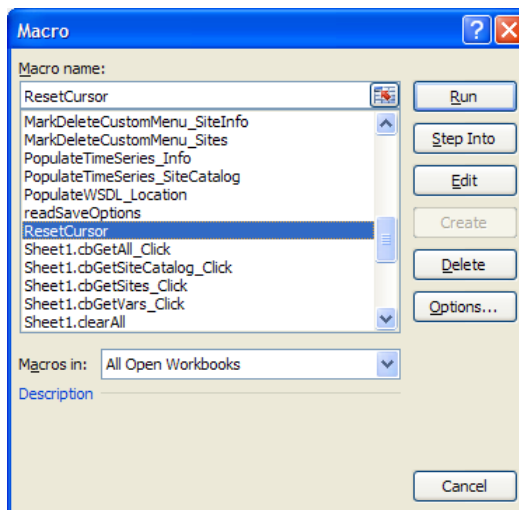 Macro
Macro name:
ResetCursor
MarkDeleteCustomMenu_SiteInfo
MarkDeleteCustomMenu_Sites
PopulateTimeSeries_Info
PopulateTimeSeries_SiteCatalog
PopulateWSDL_Location
readSaveOptions
ResetCursor
Sheet1.cbGetAll_Click
Sheet1.cbGetSiteCatalog_Click
Sheet1.cbGetSites_Click
Sheet1.cbGetVars_Click
Sheet1.clearAll
Run
Step Into
Edit
Create
Delete
Options...
Macros in: All Open Workbooks
Description
Cancel